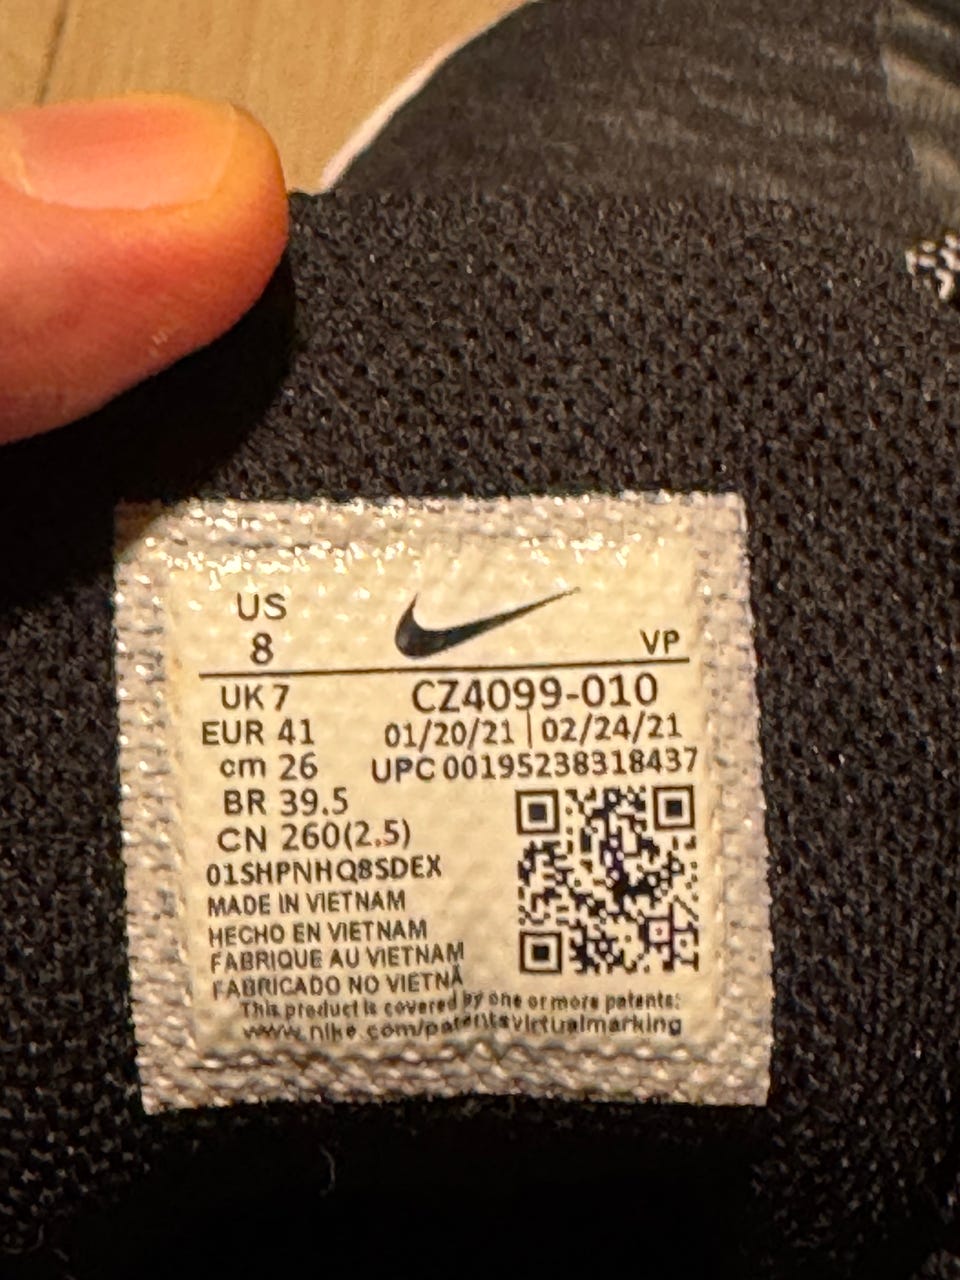 US
8
VP
UK 7
CZ4099-010
EUR 41
01/20/21 | 02/24/21
cm 26
UPC 00195238318437
BR 39.5
CN 260(2.5)
01SHPNHQ8SDEX
MADE IN VIETNAM
HECHO EN VIETNAM
FABRIQUE AU VIETNAM
FABRICADO NO VIETNÃ
This product is covered by one or more patents:
www.nike.com/patentsvirtualmarking